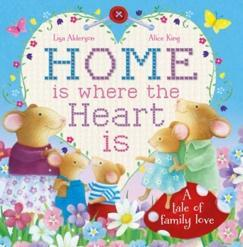 Lisa Alderson Alice King
HOME
is where the
Heart
is
A
tale of
family love